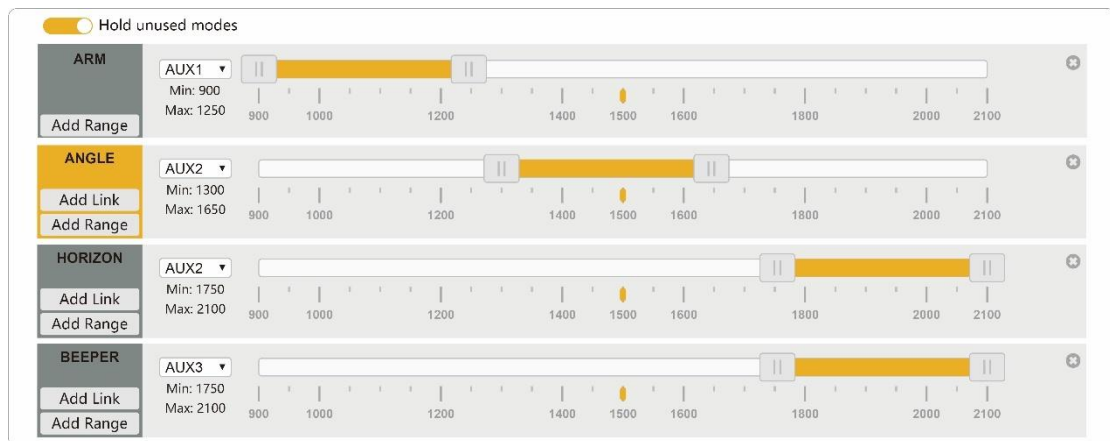 Hold unused modes
ARM
AUX1
Min: 900
Max: 1250
Add Range
900 1000 1200 1400 1500 1600 1800 2000 2100
ANGLE
AUX2
Min: 1300
Max: 1650
Add Link
Add Range
900 1000 1200 1400 1500 1600 1800 2000 2100
HORIZON
AUX2
Min: 1750
Max: 2100
Add Link
Add Range
900 1000 1200 1400 1500 1600 1800 2000 2100
BEEPER
AUX3
Min: 1750
Max: 2100
Add Link
Add Range
900 1000 1200 1400 1500 1600 1800 2000 2100